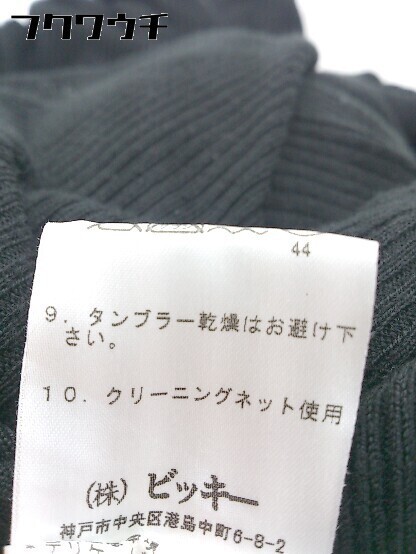 フクウウチ
44
9. タンブラー乾燥はお避け下
さい。
10. クリーニングネット使用
(株) ビッキー
神戸市中央区港島中町6-8-2